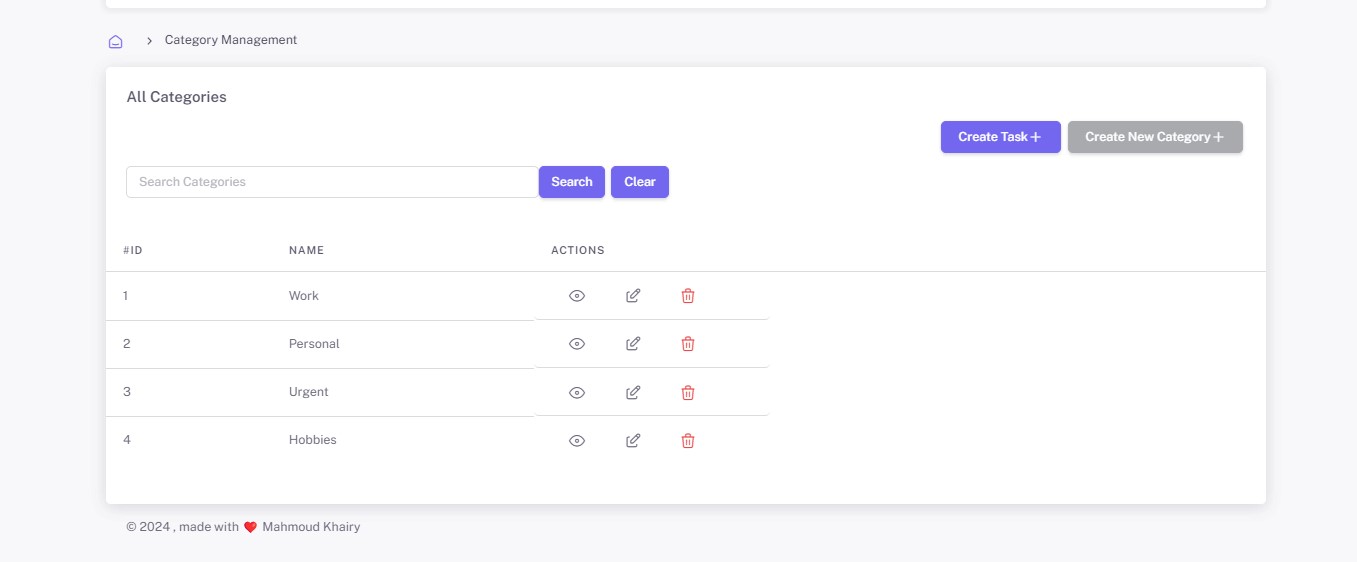 Category Management
All Categories
Create Task+ Create New Category+
Search Categories Search Clear
#ID NAME ACTIONS
1 Work
2 Personal
3 Urgent
4 Hobbies
© 2024 , made with ❤️ Mahmoud Khairy